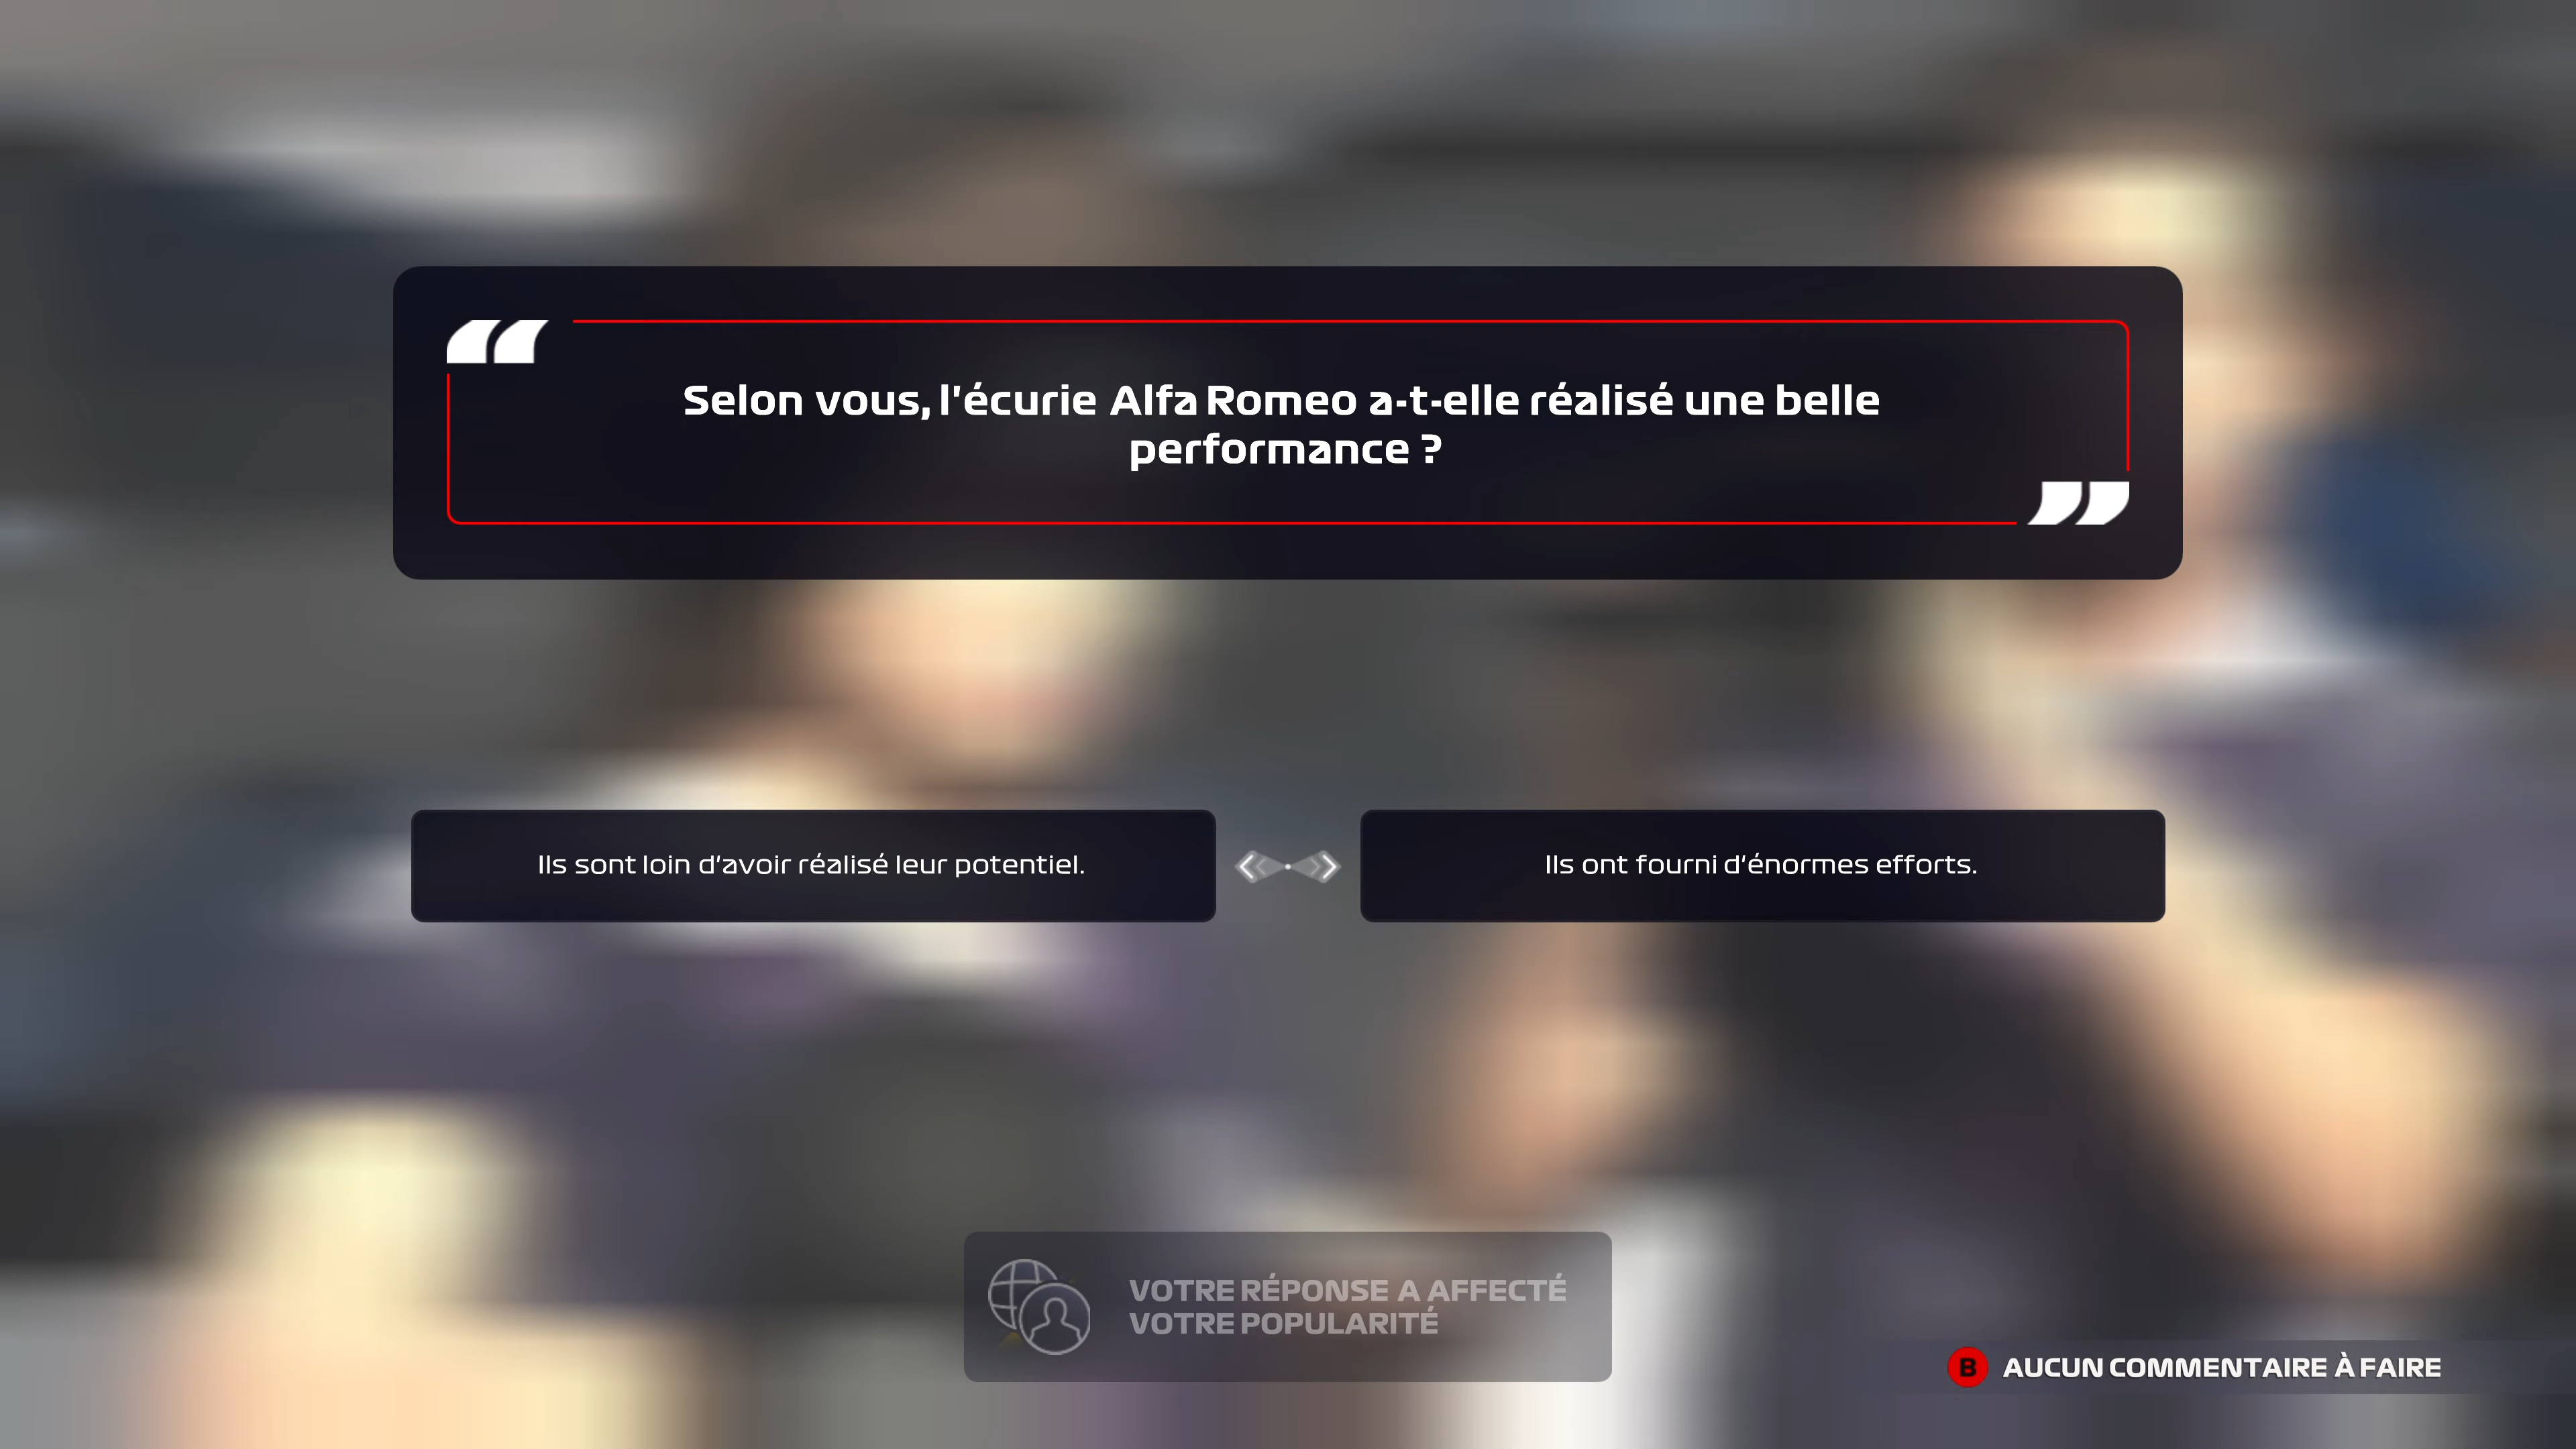 Selon vous, l'écurie Alfa Romeo a-t-elle réalisé une belle
performance ?
Ils sont loin d'avoir réalisé leur potentiel.
Ils ont fourni d'énormes efforts.
VOTRE RÉPONSE A AFFECTÉ
VOTRE POPULARITÉ
B AUCUN COMMENTAIRE À FAIRE